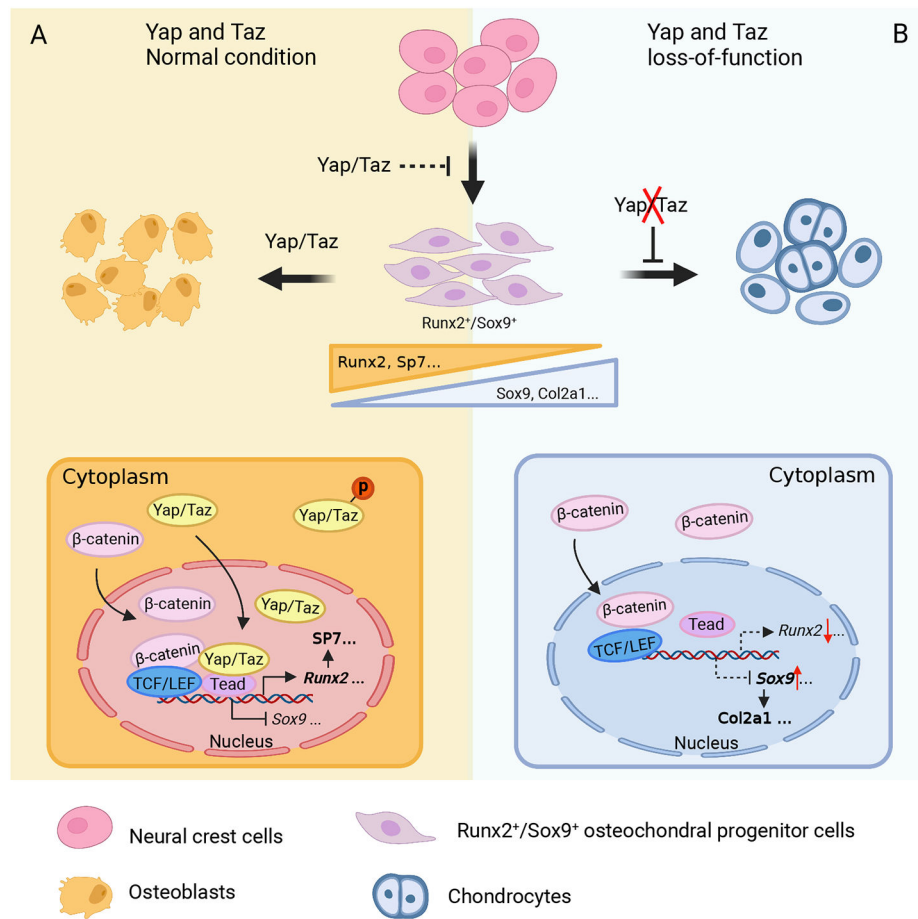 A
Yap and Taz
Normal condition
Yap and Taz
loss-of-function
B
Yap/Taz
Yap/Taz
Yap/Taz
Runx2⁺/Sox9⁺
Runx2, Sp7...
Sox9, Col2a1...
Cytoplasm
Yap/Taz
p
Yap/Taz
β-catenin
β-catenin
Yap/Taz
β-catenin
Yap/Taz
TCF/LEF
Tead
SP7...
Runx2 ...
Sox9 ...
Nucleus
Cytoplasm
β-catenin
β-catenin
β-catenin
TCF/LEF
Tead
Runx2 ...
Sox9 ...
Col2a1 ...
Nucleus
Neural crest cells
Runx2⁺/Sox9⁺ osteochondral progenitor cells
Osteoblasts
Chondrocytes